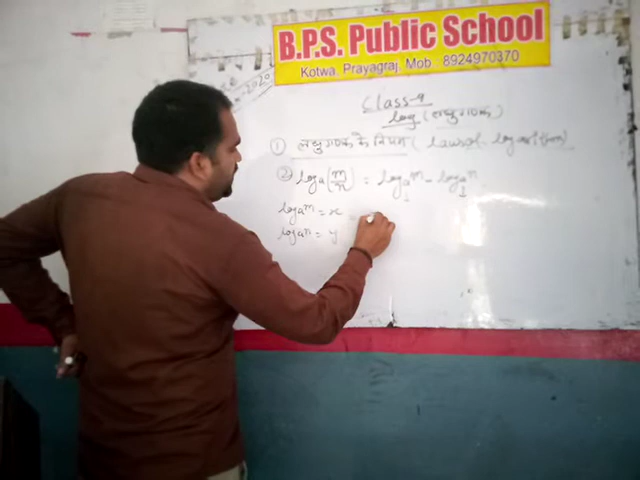 B.P.S. Public School
Kotwa, Prayagraj, Mob. 8924970370
2020
Class-9
log (लघुगणक)
① लघुगणक के नियम (laws of logarithm)
② logₐ(m/n) = logₐm - logₐn
logₐm = x
logₐn = y